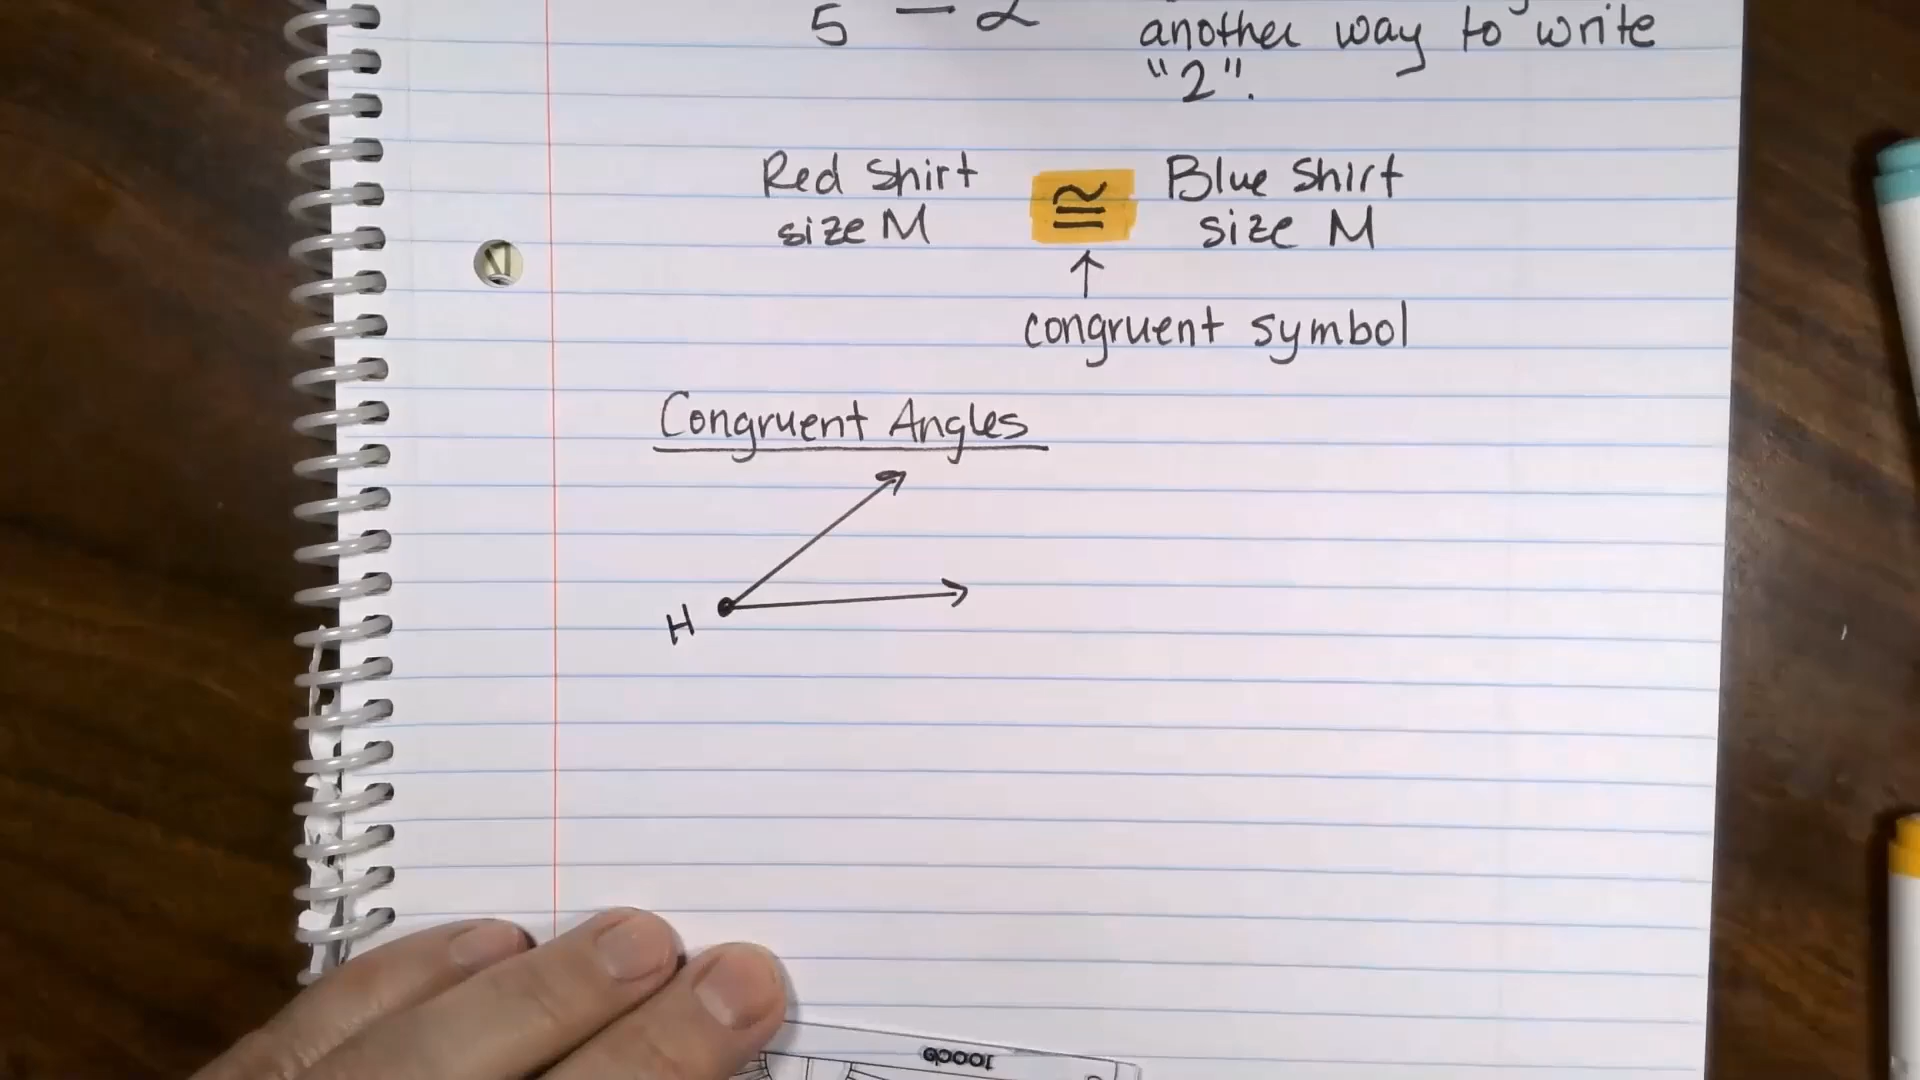 5 = 2
another way to write
"2".
Red Shirt
size M
≅
Blue Shirt
size M
↑
congruent symbol
Congruent Angles
H